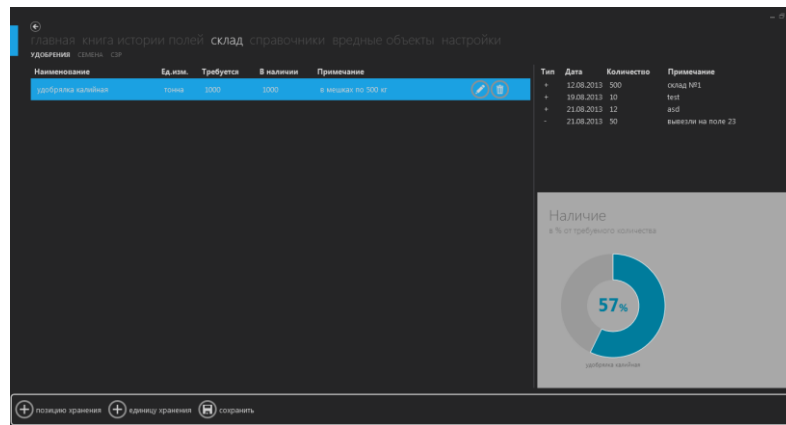 главная книга истории полей склад справочники вредные объекты настройки
УДОБРЕНИЯ СЕМЕНА СЗР
Наименование Ед.изм. Требуется В наличии Примечание
удобрялка калийная тонна 1000 1000 в мешках по 500 кг
Тип Дата Количество Примечание
+ 12.08.2013 500 склад №1
+ 19.08.2013 10 test
+ 21.08.2013 12 asd
- 21.08.2013 50 вывезли на поле 23
Наличие
в % от требуемого количества
57%
удобрялка калийная
позицию хранения единицу хранения сохранить